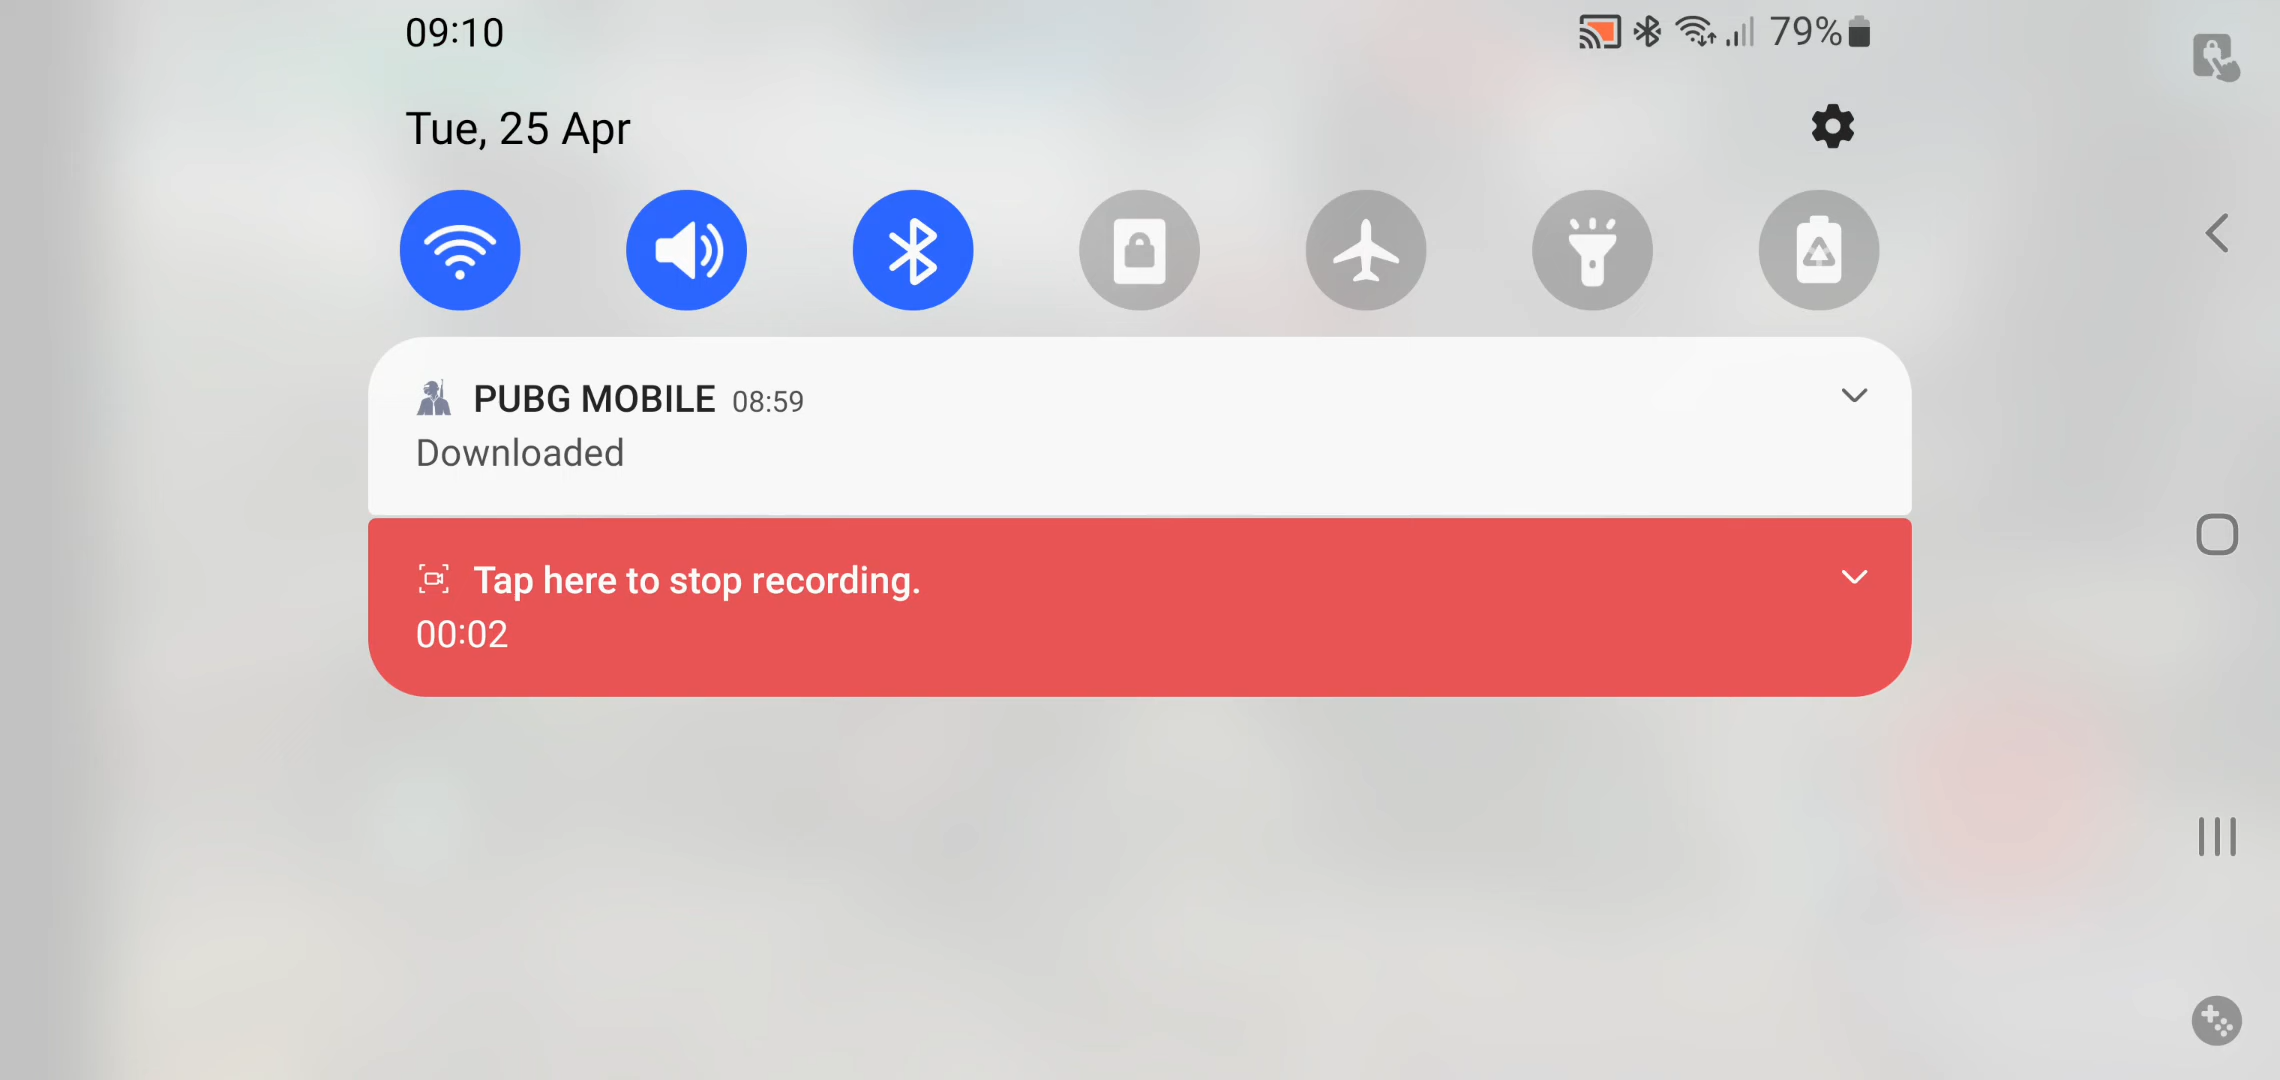 09:10
79%
Tue, 25 Apr
PUBG MOBILE 08:59
Downloaded
Tap here to stop recording.
00:02